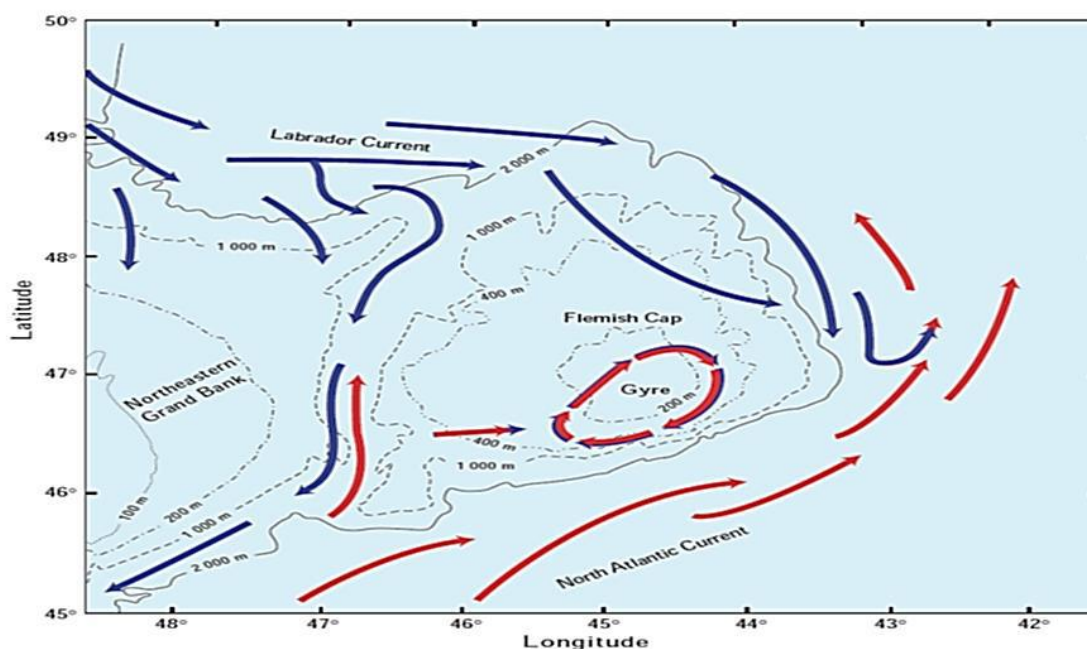 50°
49°
48°
47°
46°
45°
Latitude
Labrador Current
2 000 m
1 000 m
1 000 m
400 m
Flemish Cap
Northeastern
Grand Bank
Gyre
200 m
400 m
1 000 m
100 m
200 m
1 000 m
2 000 m
North Atlantic Current
48°
47°
46°
45°
44°
43°
42°
Longitude